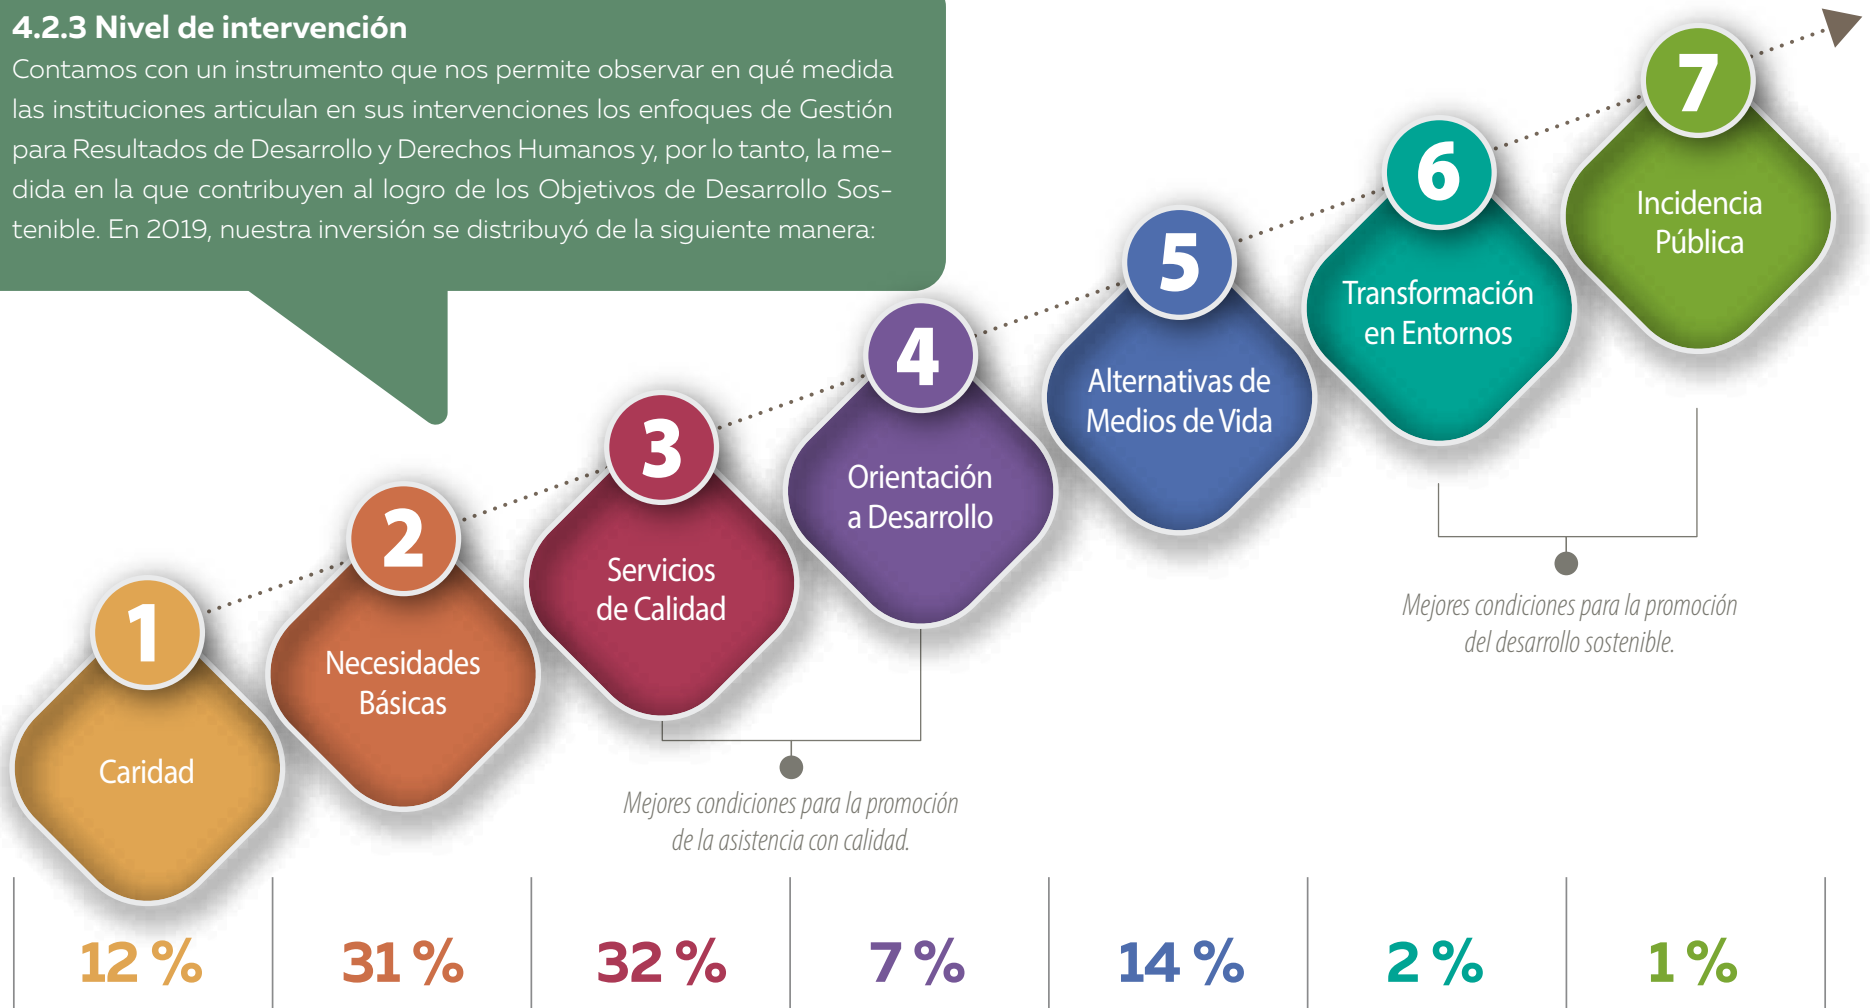 4.2.3 Nivel de intervención
Contamos con un instrumento que nos permite observar en qué medida
las instituciones articulan en sus intervenciones los enfoques de Gestión
para Resultados de Desarrollo y Derechos Humanos y, por lo tanto, la me-
dida en la que contribuyen al logro de los Objetivos de Desarrollo Sos-
tenible. En 2019, nuestra inversión se distribuyó de la siguiente manera:
1
Caridad
2
Necesidades
Básicas
3
Servicios
de Calidad
4
Orientación
a Desarrollo
5
Alternativas de
Medios de Vida
6
Transformación
en Entornos
7
Incidencia
Pública
Mejores condiciones para la promoción
de la asistencia con calidad.
Mejores condiciones para la promoción
del desarrollo sostenible.
12 %
31 %
32 %
7 %
14 %
2 %
1 %